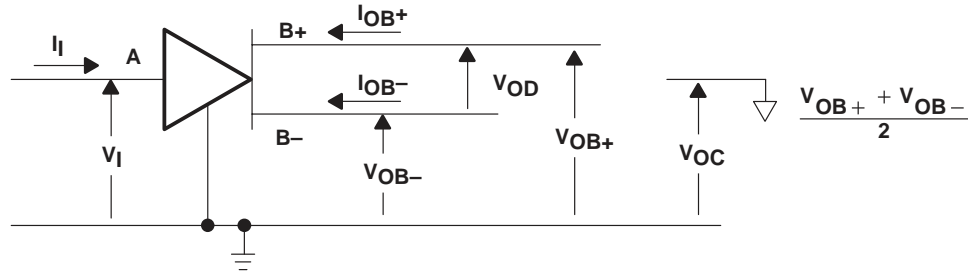 I_I
A
B+
I_OB+
I_OB–
V_OD
B–
V_I
V_OB–
V_OB+
V_OC
V_OB+ + V_OB–
2